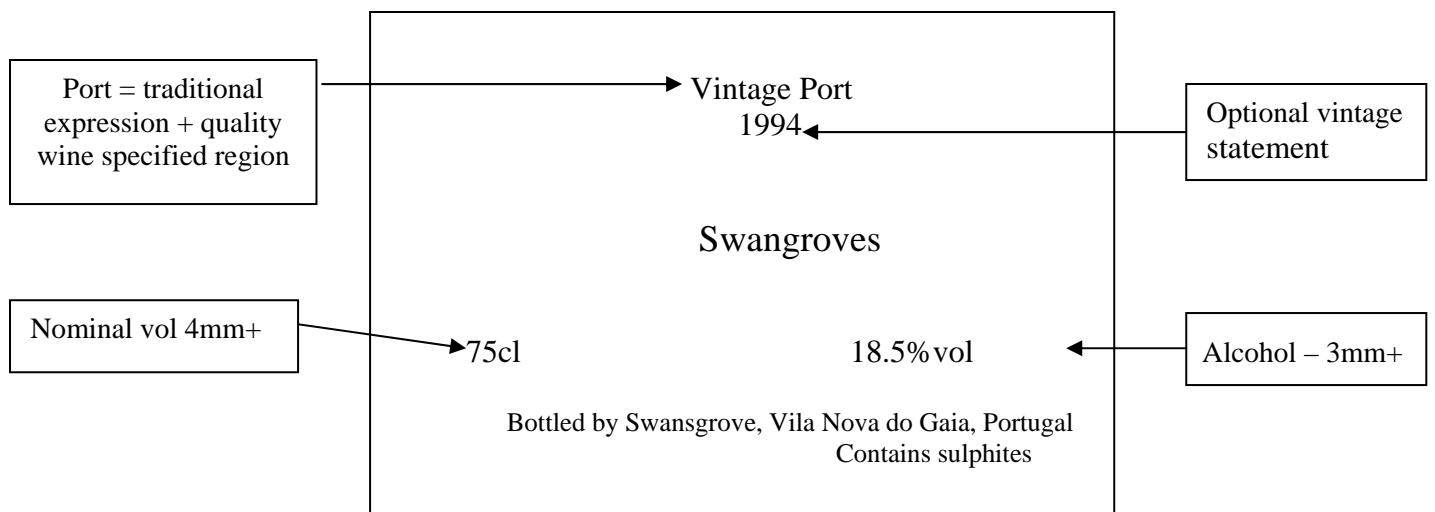 Port = traditional
expression + quality
wine specified region
Vintage Port
1994
Optional vintage
statement
Swangroves
Nominal vol 4mm+
75cl
18.5% vol
Alcohol – 3mm+
Bottled by Swansgrove, Vila Nova do Gaia, Portugal
Contains sulphites